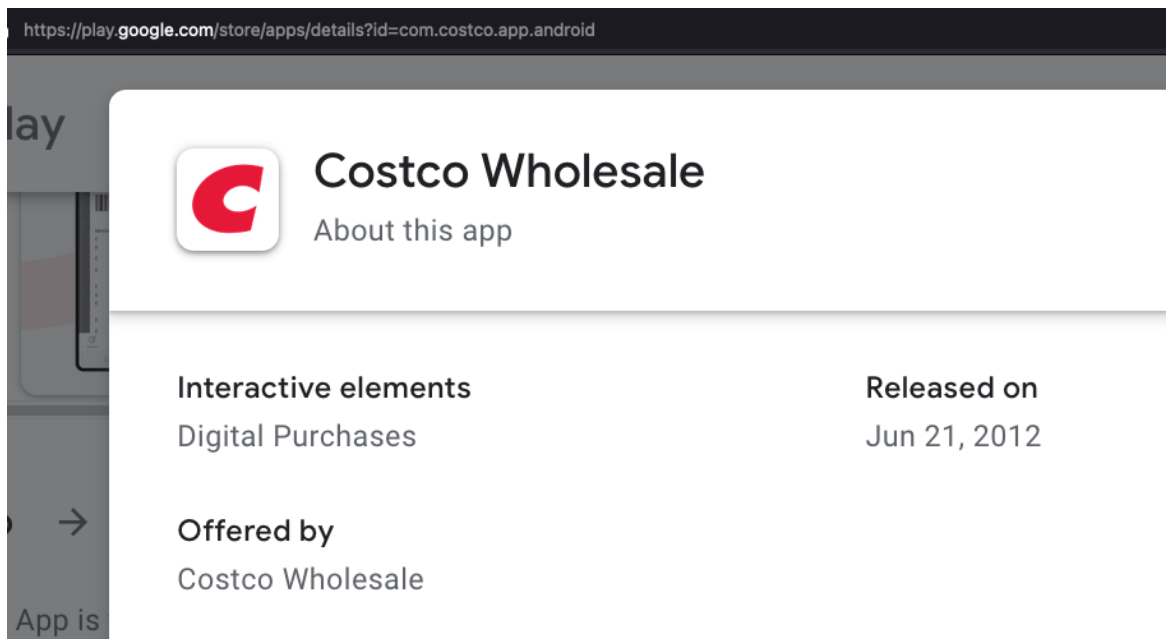 https://play.google.com/store/apps/details?id=com.costco.app.android
lay
Costco Wholesale
About this app
Interactive elements
Digital Purchases
Released on
Jun 21, 2012
Offered by
Costco Wholesale
App is